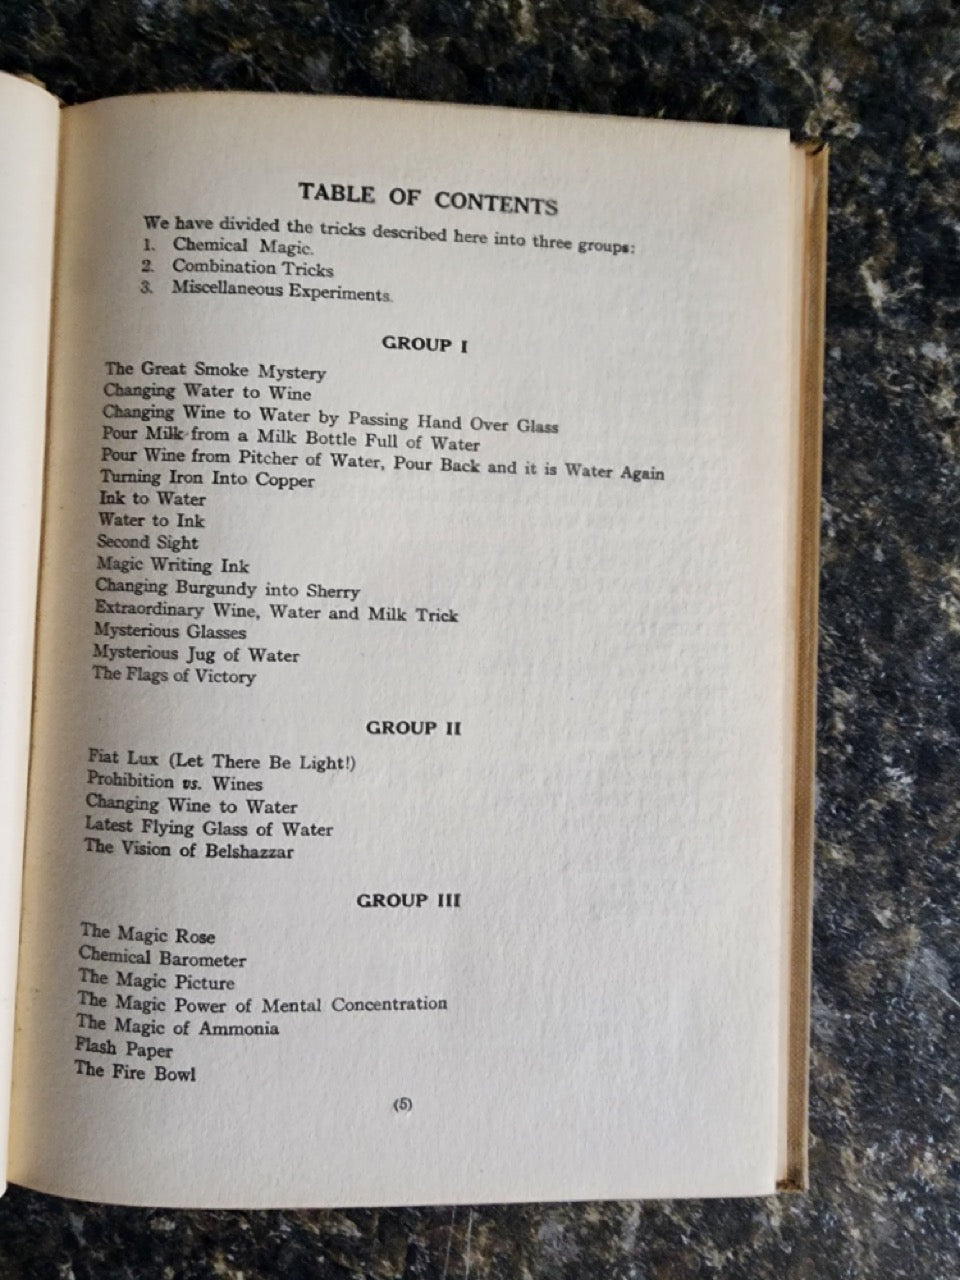 TABLE OF CONTENTS
We have divided the tricks described here into three groups:
1. Chemical Magic.
2. Combination Tricks
3. Miscellaneous Experiments.
GROUP I
The Great Smoke Mystery
Changing Water to Wine
Changing Wine to Water by Passing Hand Over Glass
Pour Milk from a Milk Bottle Full of Water
Pour Wine from Pitcher of Water, Pour Back and it is Water Again
Turning Iron Into Copper
Ink to Water
Water to Ink
Second Sight
Magic Writing Ink
Changing Burgundy into Sherry
Extraordinary Wine, Water and Milk Trick
Mysterious Glasses
Mysterious Jug of Water
The Flags of Victory
GROUP II
Fiat Lux (Let There Be Light!)
Prohibition vs. Wines
Changing Wine to Water
Latest Flying Glass of Water
The Vision of Belshazzar
GROUP III
The Magic Rose
Chemical Barometer
The Magic Picture
The Magic Power of Mental Concentration
The Magic of Ammonia
Flash Paper
The Fire Bowl
(5)